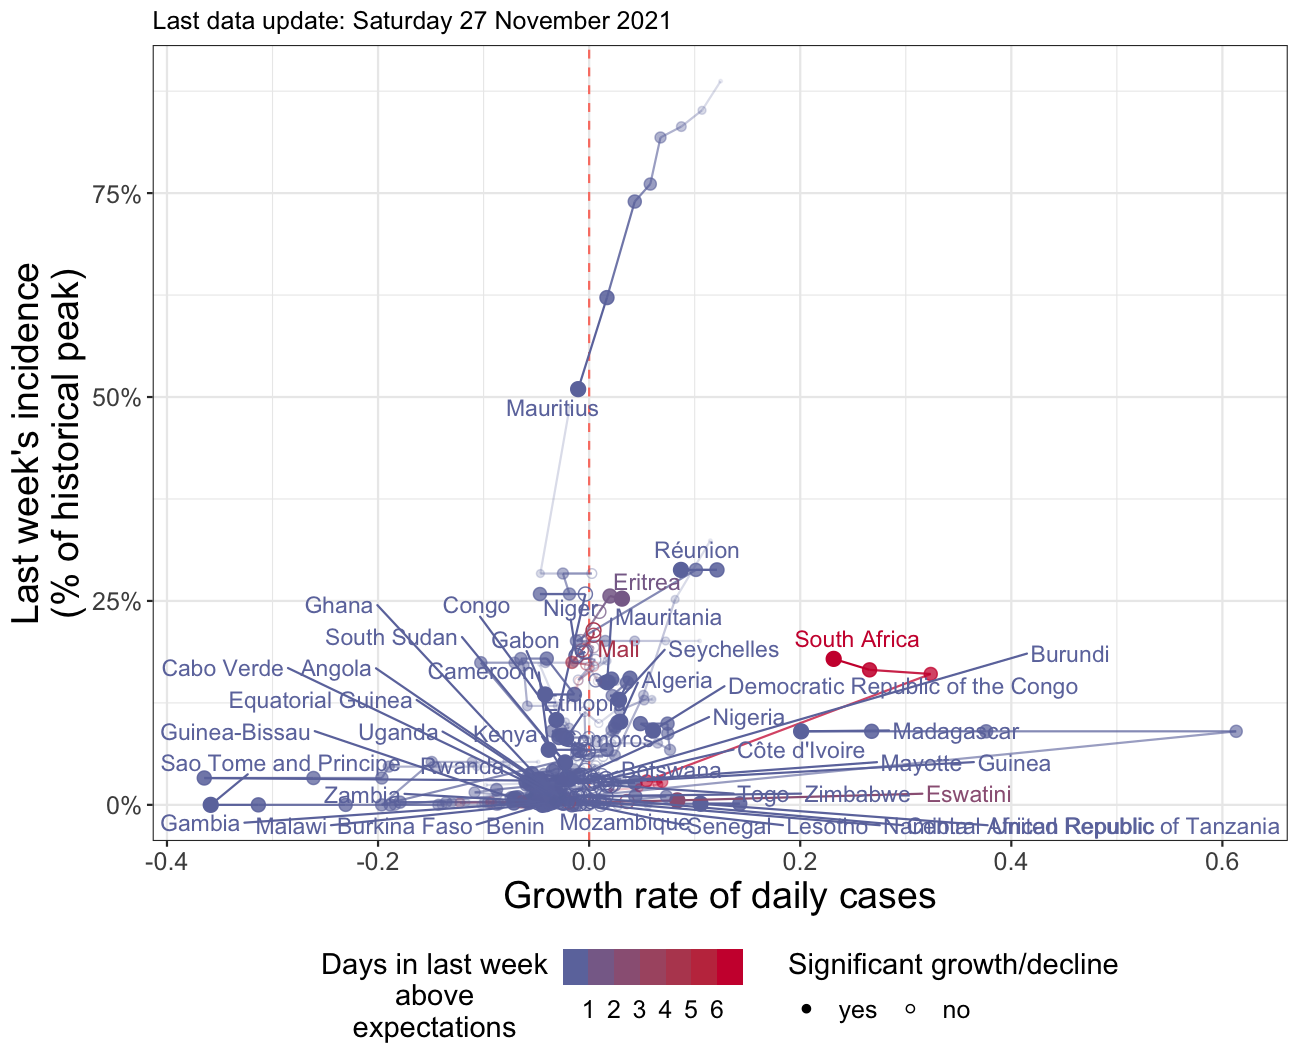 Last data update: Saturday 27 November 2021
Last week's incidence
(% of historical peak)
75%
50%
25%
0%
Mauritius
Réunion
Eritrea
Ghana
Congo
Niger
Mauritania
South Sudan
Gabon
Mali
South Africa
Seychelles
Burundi
Cabo Verde
Angola
Cameroon
Algeria
Democratic Republic of the Congo
Equatorial Guinea
Ethiopia
Nigeria
Guinea-Bissau
Uganda
Kenya
Comoros
Madagascar
Côte d'Ivoire
Sao Tome and Principe
Rwanda
Botswana
Mayotte
Guinea
Zambia
Togo
Zimbabwe
Eswatini
Gambia
Malawi
Burkina Faso
Benin
Mozambique
Senegal
Lesotho
Namibia
Central African Republic
United Republic of Tanzania
-0.4
-0.2
0.0
0.2
0.4
0.6
Growth rate of daily cases
Days in last week
above
expectations
1 2 3 4 5 6
Significant growth/decline
yes
no